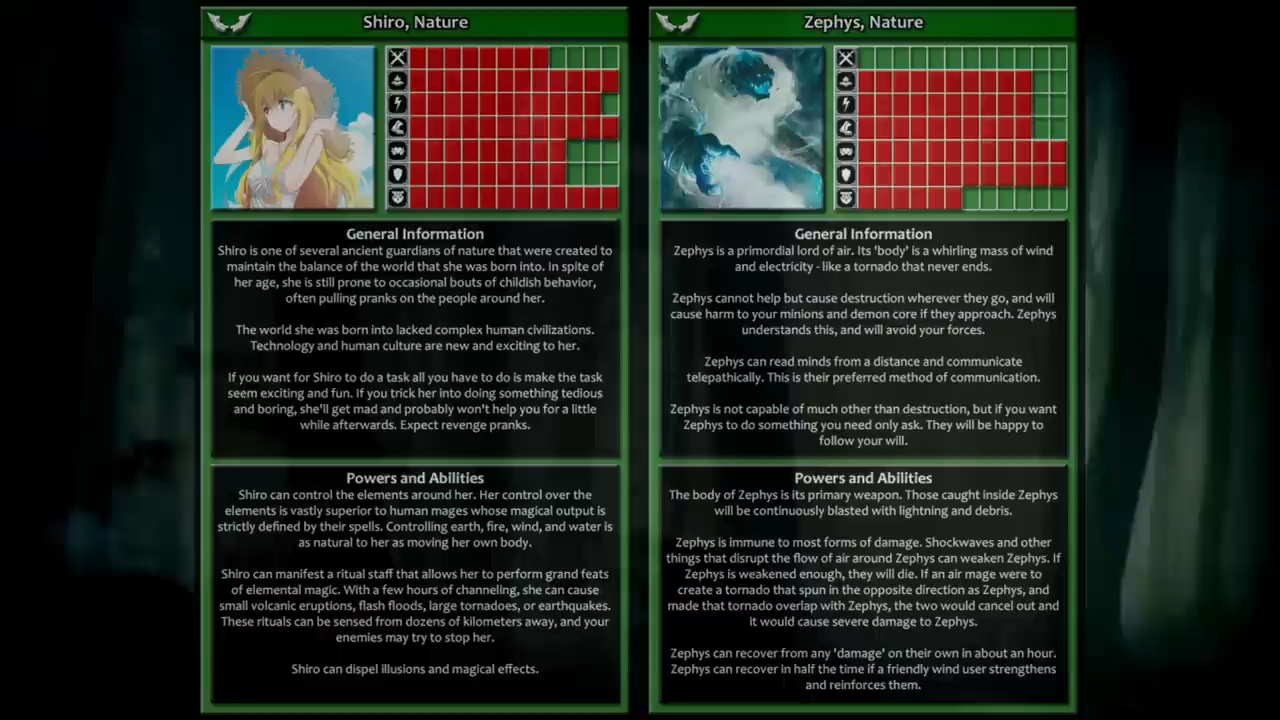 Shiro, Nature
General Information
Shiro is one of several ancient guardians of nature that were created to
maintain the balance of the world that she was born into. In spite of
her age, she is still prone to occasional bouts of childish behavior,
often pulling pranks on the people around her.
The world she was born into lacked complex human civilizations.
Technology and human culture are new and exciting to her.
If you want for Shiro to do a task all you have to do is make the task
seem exciting and fun. If you trick her into doing something tedious
and boring, she'll get mad and probably won't help you for a little
while afterwards. Expect revenge pranks.
Powers and Abilities
Shiro can control the elements around her. Her control over the
elements is vastly superior to human mages whose magical output is
strictly defined by their spells. Controlling earth, fire, wind, and water is
as natural to her as moving her own body.
Shiro can manifest a ritual staff that allows her to perform grand feats
of elemental magic. With a few hours of channeling, she can cause
small volcanic eruptions, flash floods, large tornadoes, or earthquakes.
These rituals can be sensed from dozens of kilometers away, and your
enemies may try to stop her.
Shiro can dispel illusions and magical effects.
Zephys, Nature
General Information
Zephys is a primordial lord of air. Its 'body' is a whirling mass of wind
and electricity - like a tornado that never ends.
Zephys cannot help but cause destruction wherever they go, and will
cause harm to your minions and demon core if they approach. Zephys
understands this, and will avoid your forces.
Zephys can read minds from a distance and communicate
telepathically. This is their preferred method of communication.
Zephys is not capable of much other than destruction, but if you want
Zephys to do something you need only ask. They will be happy to
follow your will.
Powers and Abilities
The body of Zephys is its primary weapon. Those caught inside Zephys
will be continuously blasted with lightning and debris.
Zephys is immune to most forms of damage. Shockwaves and other
things that disrupt the flow of air around Zephys can weaken Zephys. If
Zephys is weakened enough, they will die. If an air mage were to
create a tornado that spun in the opposite direction as Zephys, and
made that tornado overlap with Zephys, the two would cancel out and
it would cause severe damage to Zephys.
Zephys can recover from any 'damage' on their own in about an hour.
Zephys can recover in half the time if a friendly wind user strengthens
and reinforces them.